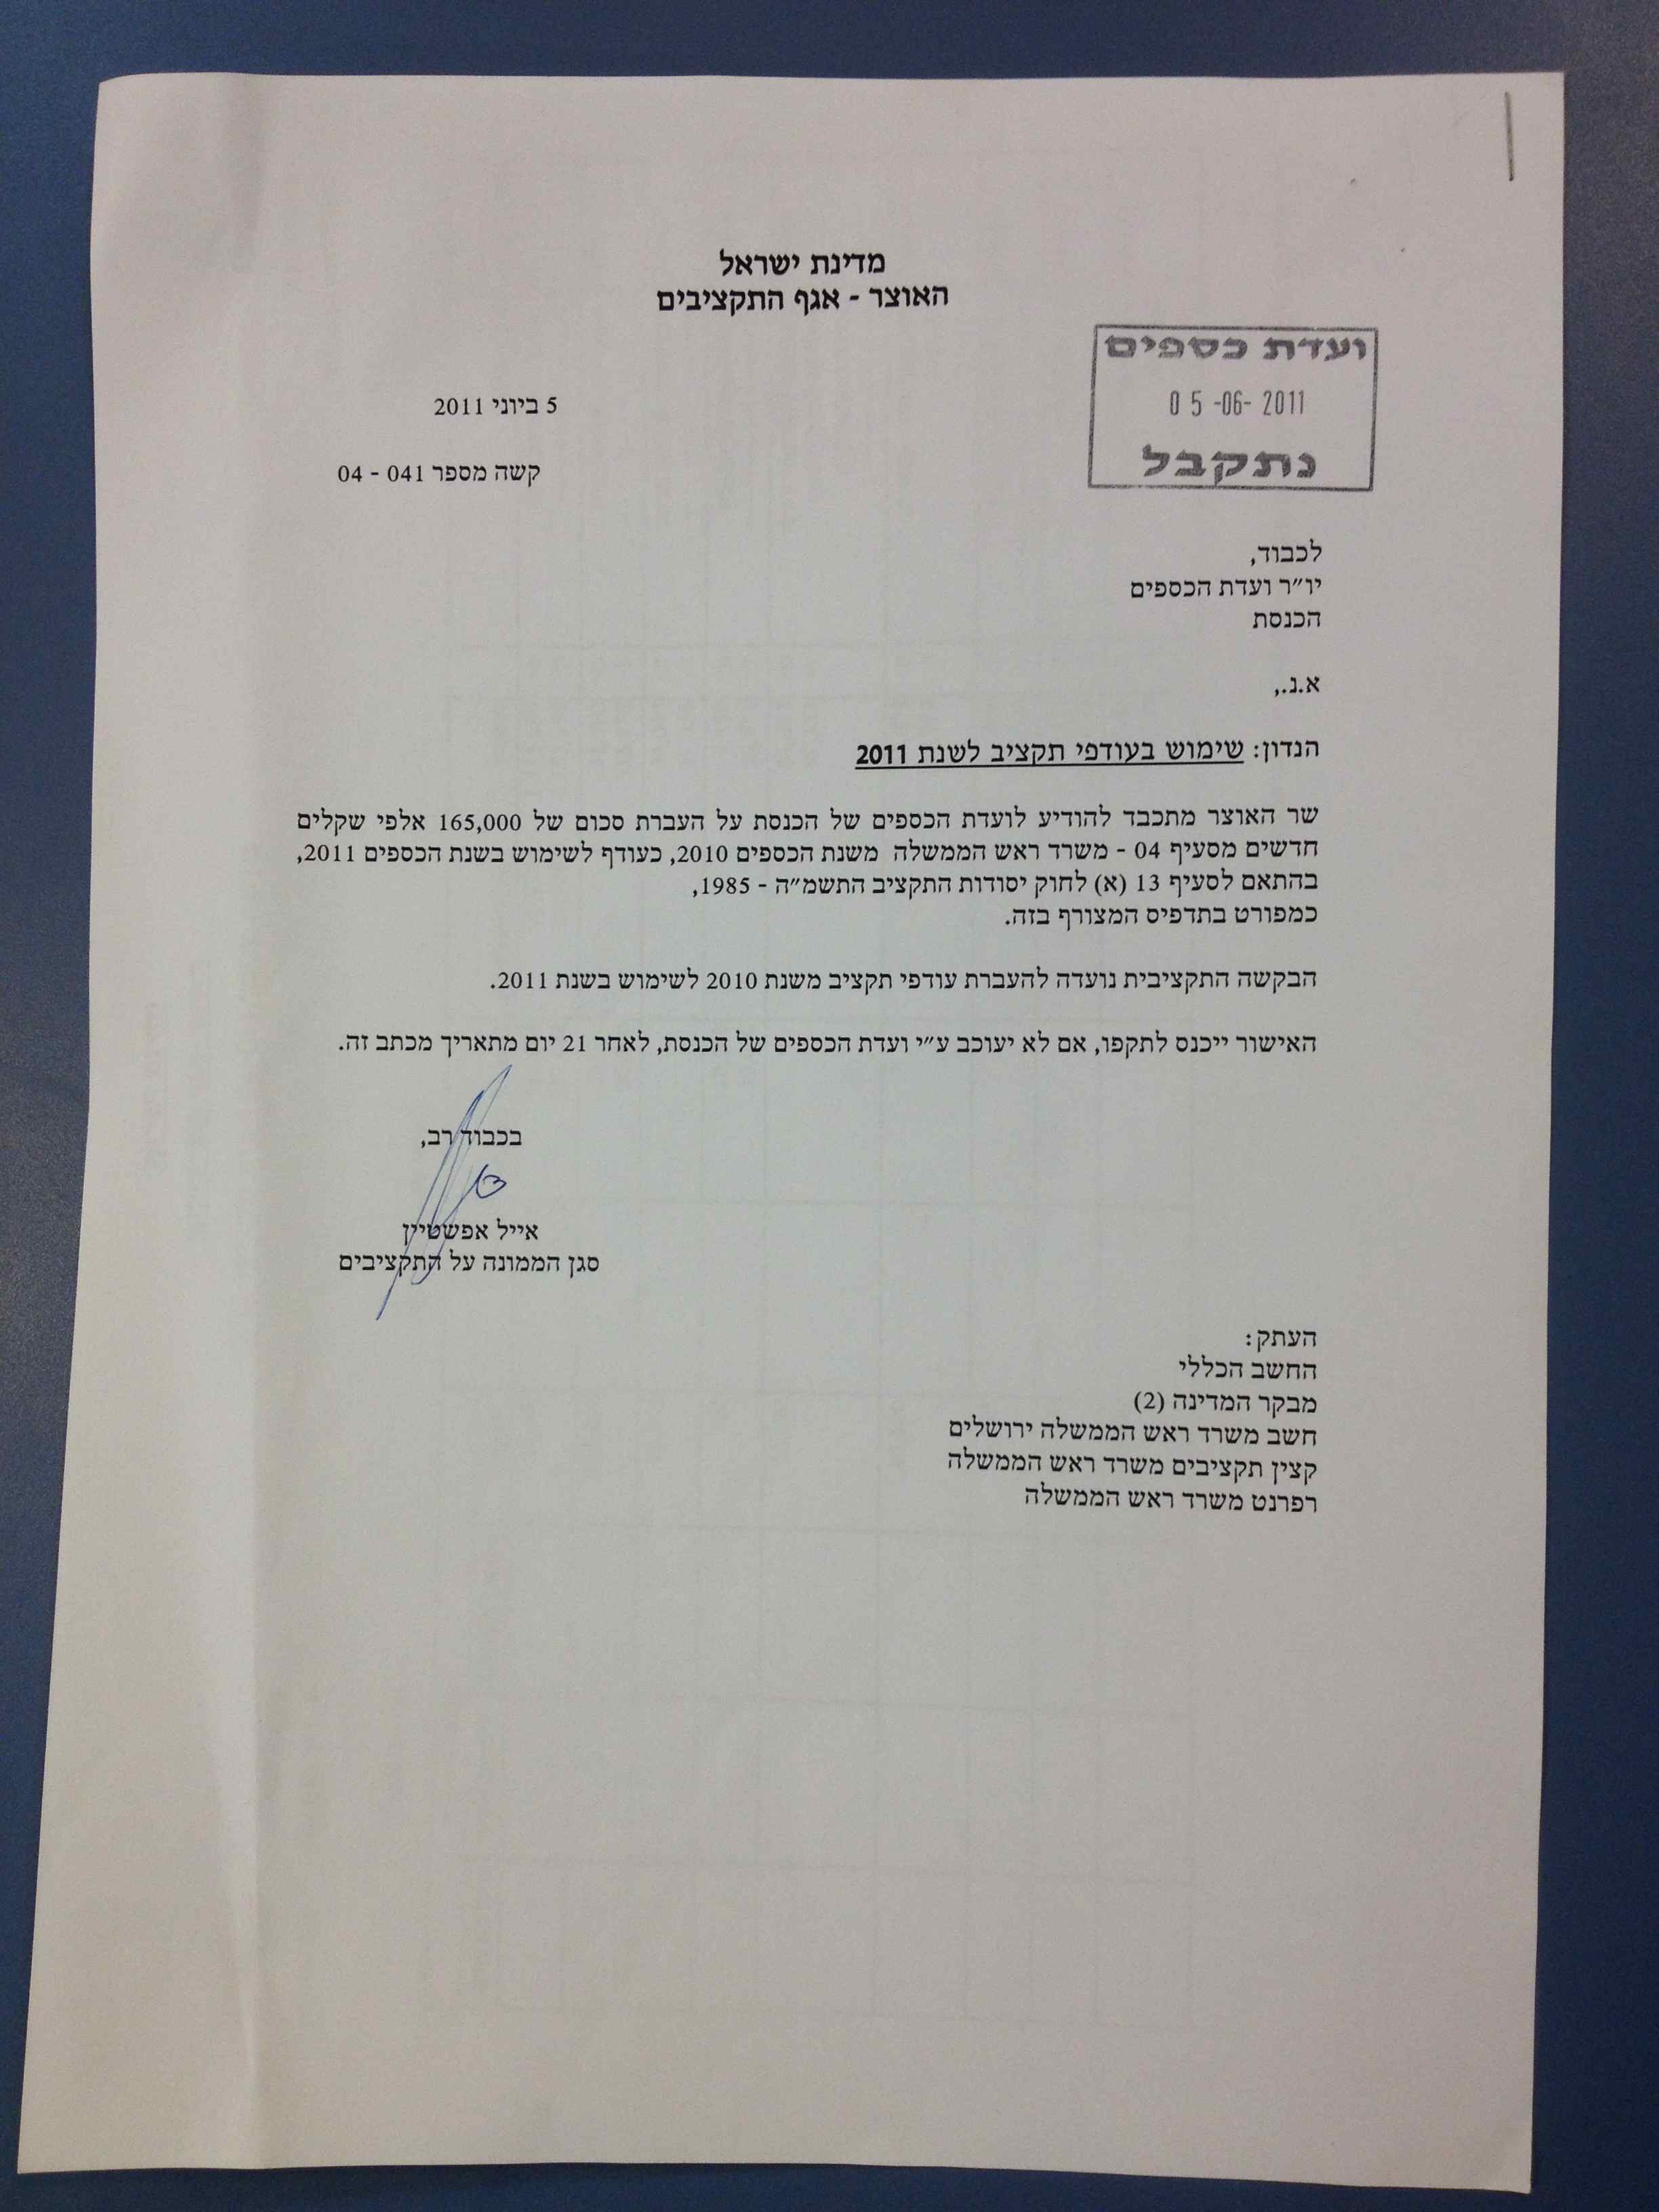 מדינת ישראל
האוצר - אגף התקציבים
ועדת כספים
05-06-2011
נתקבל
5 ביוני 2011
קשה מספר 041 - 04
לכבוד,
יו"ר ועדת הכספים
הכנסת
א.נ.,
הנדון: שימוש בעודפי תקציב לשנת 2011
שר האוצר מתכבד להודיע לועדת הכספים של הכנסת על העברת סכום של 165,000 אלפי שקלים
חדשים מסעיף 04 - משרד ראש הממשלה משנת הכספים 2010, כעודף לשימוש בשנת הכספים 2011,
בהתאם לסעיף 13 (א) לחוק יסודות התקציב התשמ"ה - 1985,
כמפורט בתדפיס המצורף בזה.
הבקשה התקציבית נועדה להעברת עודפי תקציב משנת 2010 לשימוש בשנת 2011.
האישור ייכנס לתקפו, אם לא יעוכב ע"י ועדת הכספים של הכנסת, לאחר 21 יום מתאריך מכתב זה.
בכבוד רב,
אייל אפשטיין
סגן הממונה על התקציבים
העתק:
החשב הכללי
מבקר המדינה (2)
חשב משרד ראש הממשלה ירושלים
קצין תקציבים משרד ראש הממשלה
רפרנט משרד ראש הממשלה